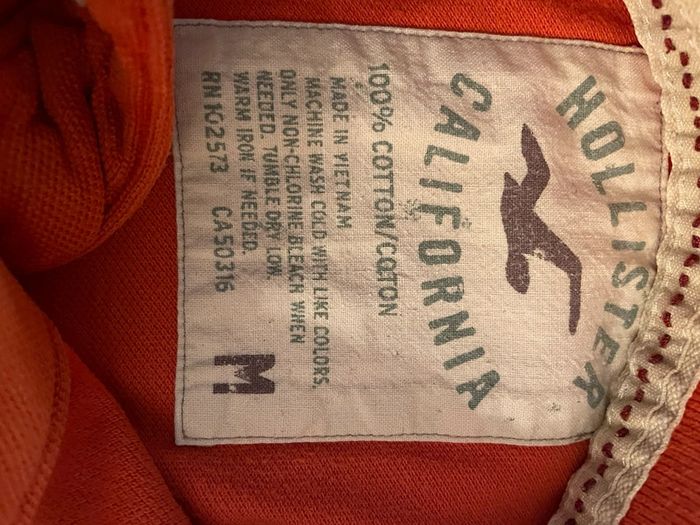 HOLLISTER
CALIFORNIA
100% COTTON/COTON
MADE IN VIETNAM
MACHINE WASH COLD WITH LIKE COLORS,
ONLY NON-CHLORINE BLEACH WHEN
NEEDED. TUMBLE DRY LOW.
WARM IRON IF NEEDED.
RN 102573 CA50316
M